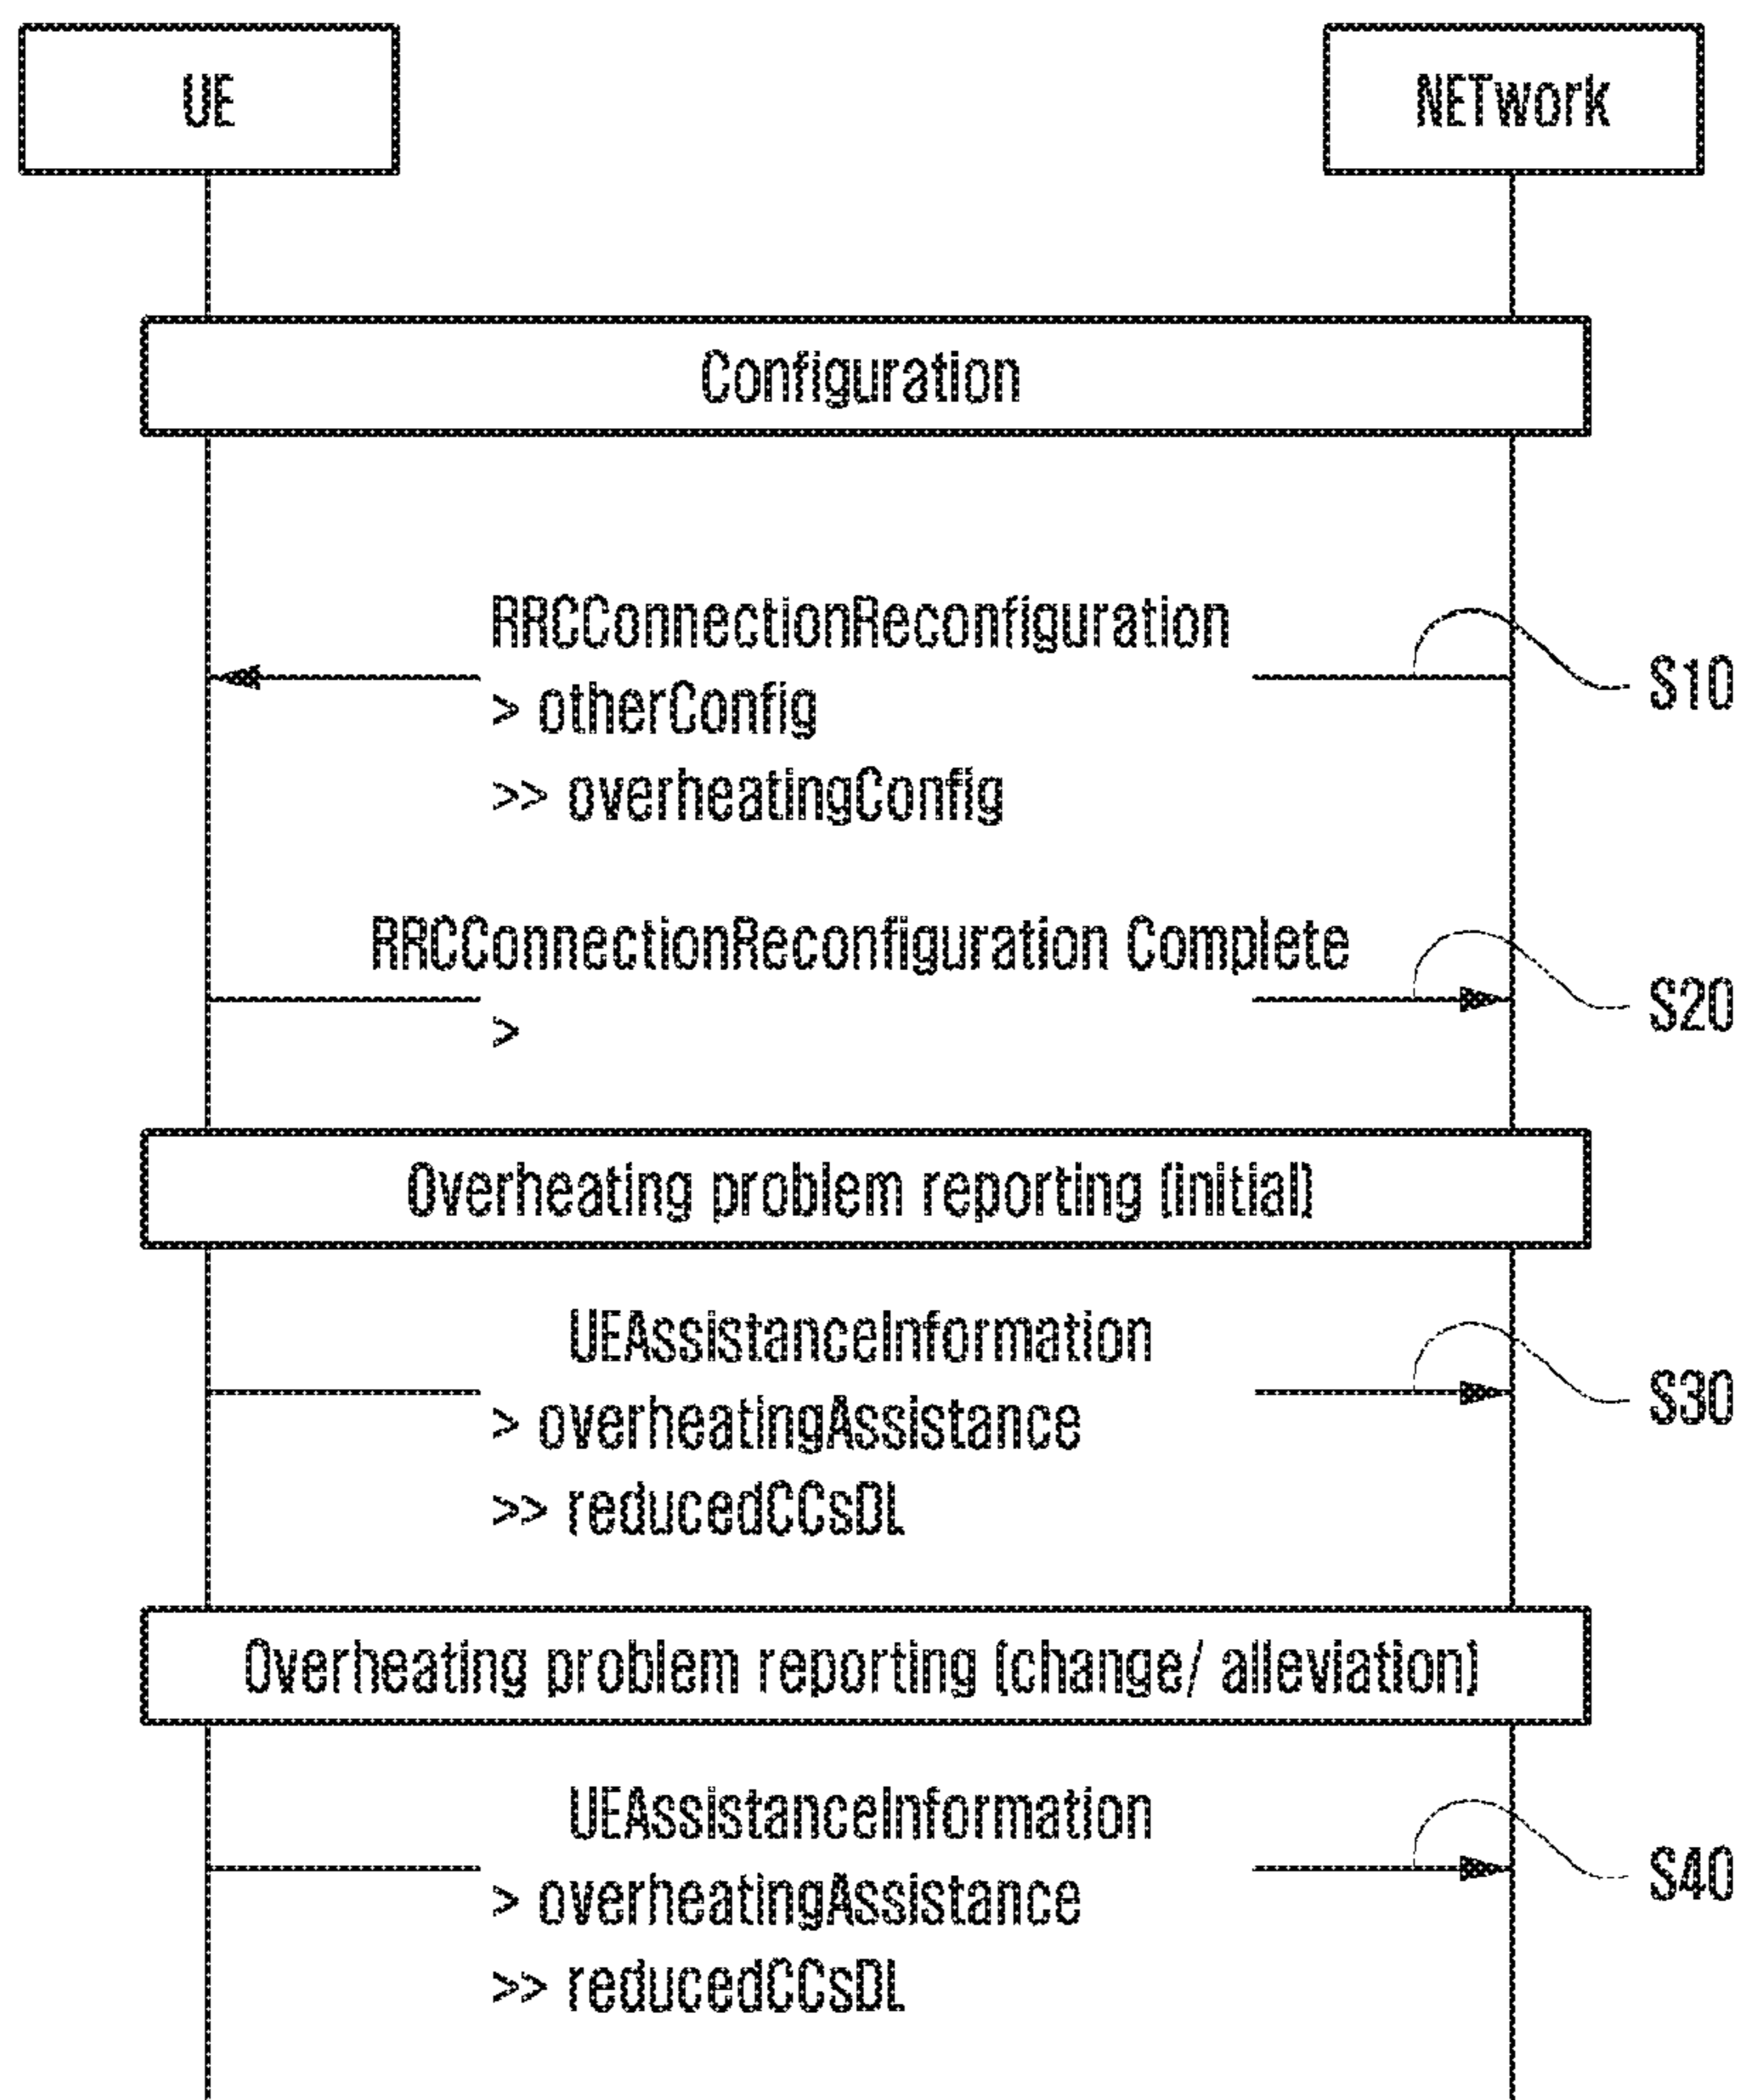 UE
NETwork
Configuration
RRCConnectionReconfiguration
> otherConfig
>> overheatingConfig
S10
RRCConnectionReconfiguration Complete
>
S20
Overheating problem reporting (initial)
UEAssistanceInformation
> overheatingAssistance
>> reducedCCsDL
S30
Overheating problem reporting (change/ alleviation)
UEAssistanceInformation
> overheatingAssistance
>> reducedCCsDL
S40